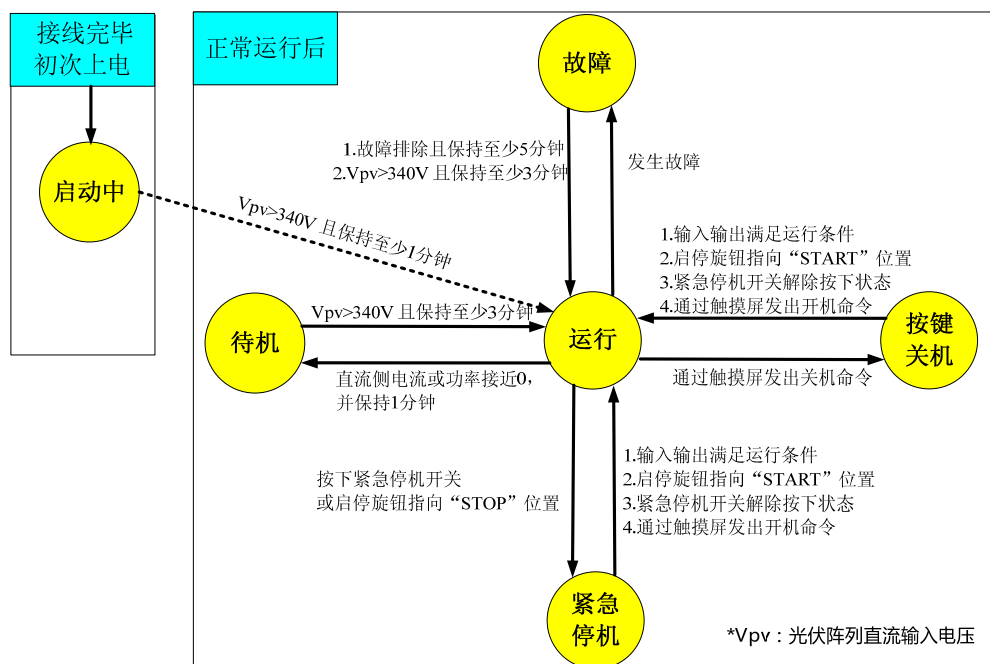 接线完毕
初次上电
启动中
正常运行后
故障
1.故障排除且保持至少5分钟
2.Vpv>340V 且保持至少3分钟
发生故障
Vpv>340V 且保持至少1分钟
1.输入输出满足运行条件
2.启停旋钮指向“START”位置
3.紧急停机开关解除按下状态
4.通过触摸屏发出开机命令
待机
Vpv>340V 且保持至少3分钟
运行
按键
关机
直流侧电流或功率接近0，
并保持1分钟
通过触摸屏发出关机命令
按下紧急停机开关
或启停旋钮指向“STOP”位置
1.输入输出满足运行条件
2.启停旋钮指向“START”位置
3.紧急停机开关解除按下状态
4.通过触摸屏发出开机命令
紧急
停机
*Vpv：光伏阵列直流输入电压